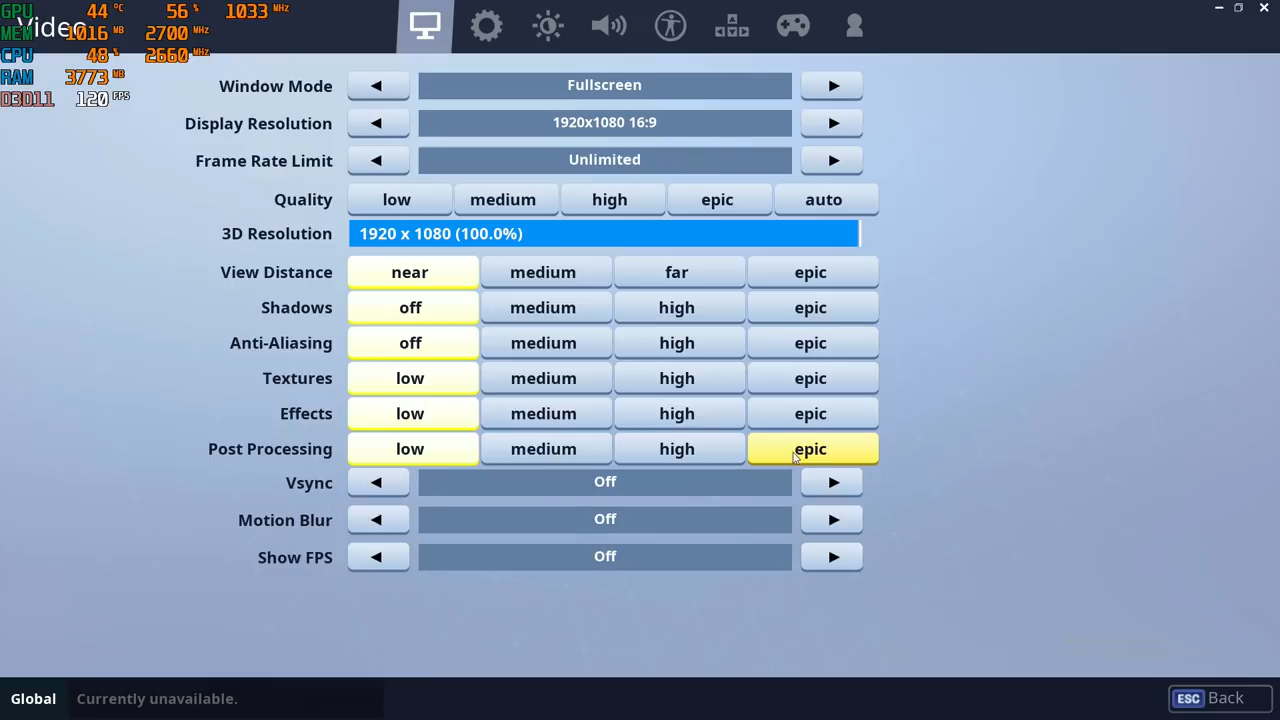 Video
GPU 44 °C 56 % 1033 MHz
MEM 1016 MB 2700 MHz
CPU 48 % 2660 MHz
RAM 3773 MB
D3D11 120 FPS
Window Mode Fullscreen
Display Resolution 1920x1080 16:9
Frame Rate Limit Unlimited
Quality low medium high epic auto
3D Resolution 1920 x 1080 (100.0%)
View Distance near medium far epic
Shadows off medium high epic
Anti-Aliasing off medium high epic
Textures low medium high epic
Effects low medium high epic
Post Processing low medium high epic
Vsync Off
Motion Blur Off
Show FPS Off
Global Currently unavailable.
ESC Back